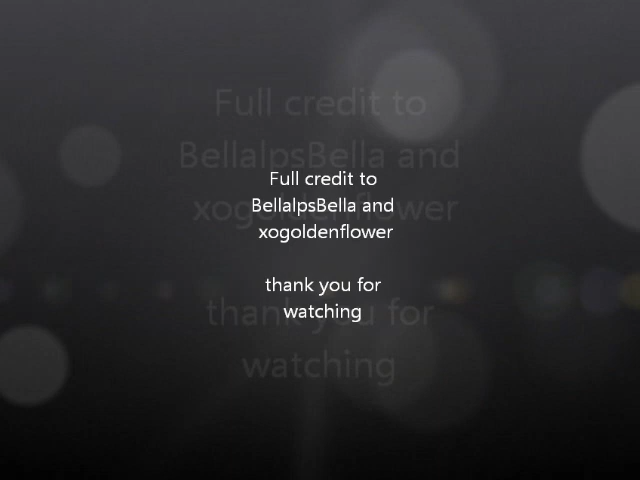 Full credit to
BellalpsBella and
xogoldenflower
thank you for
watching